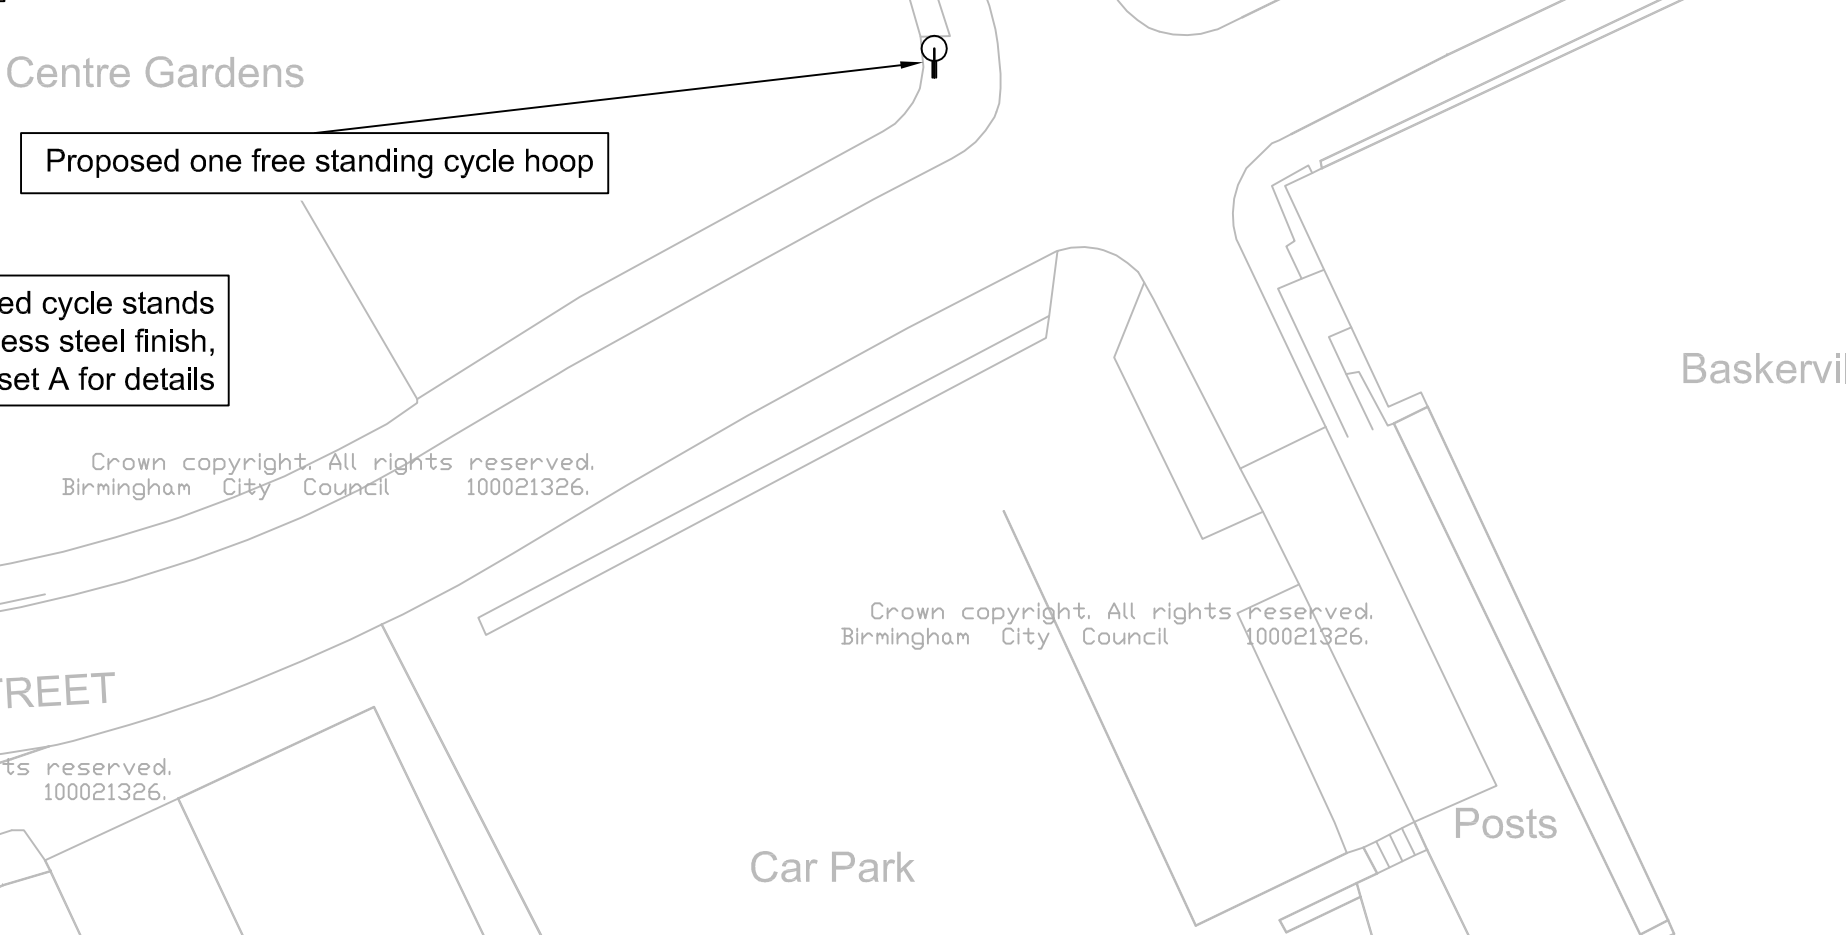 Centre Gardens
Proposed one free standing cycle hoop
ed cycle stands
ess steel finish,
set A for details
Baskervil
Crown copyright. All rights reserved.
Birmingham City Council 100021326.
Crown copyright. All rights reserved.
Birmingham City Council 100021326.
TREET
ts reserved.
100021326.
Posts
Car Park